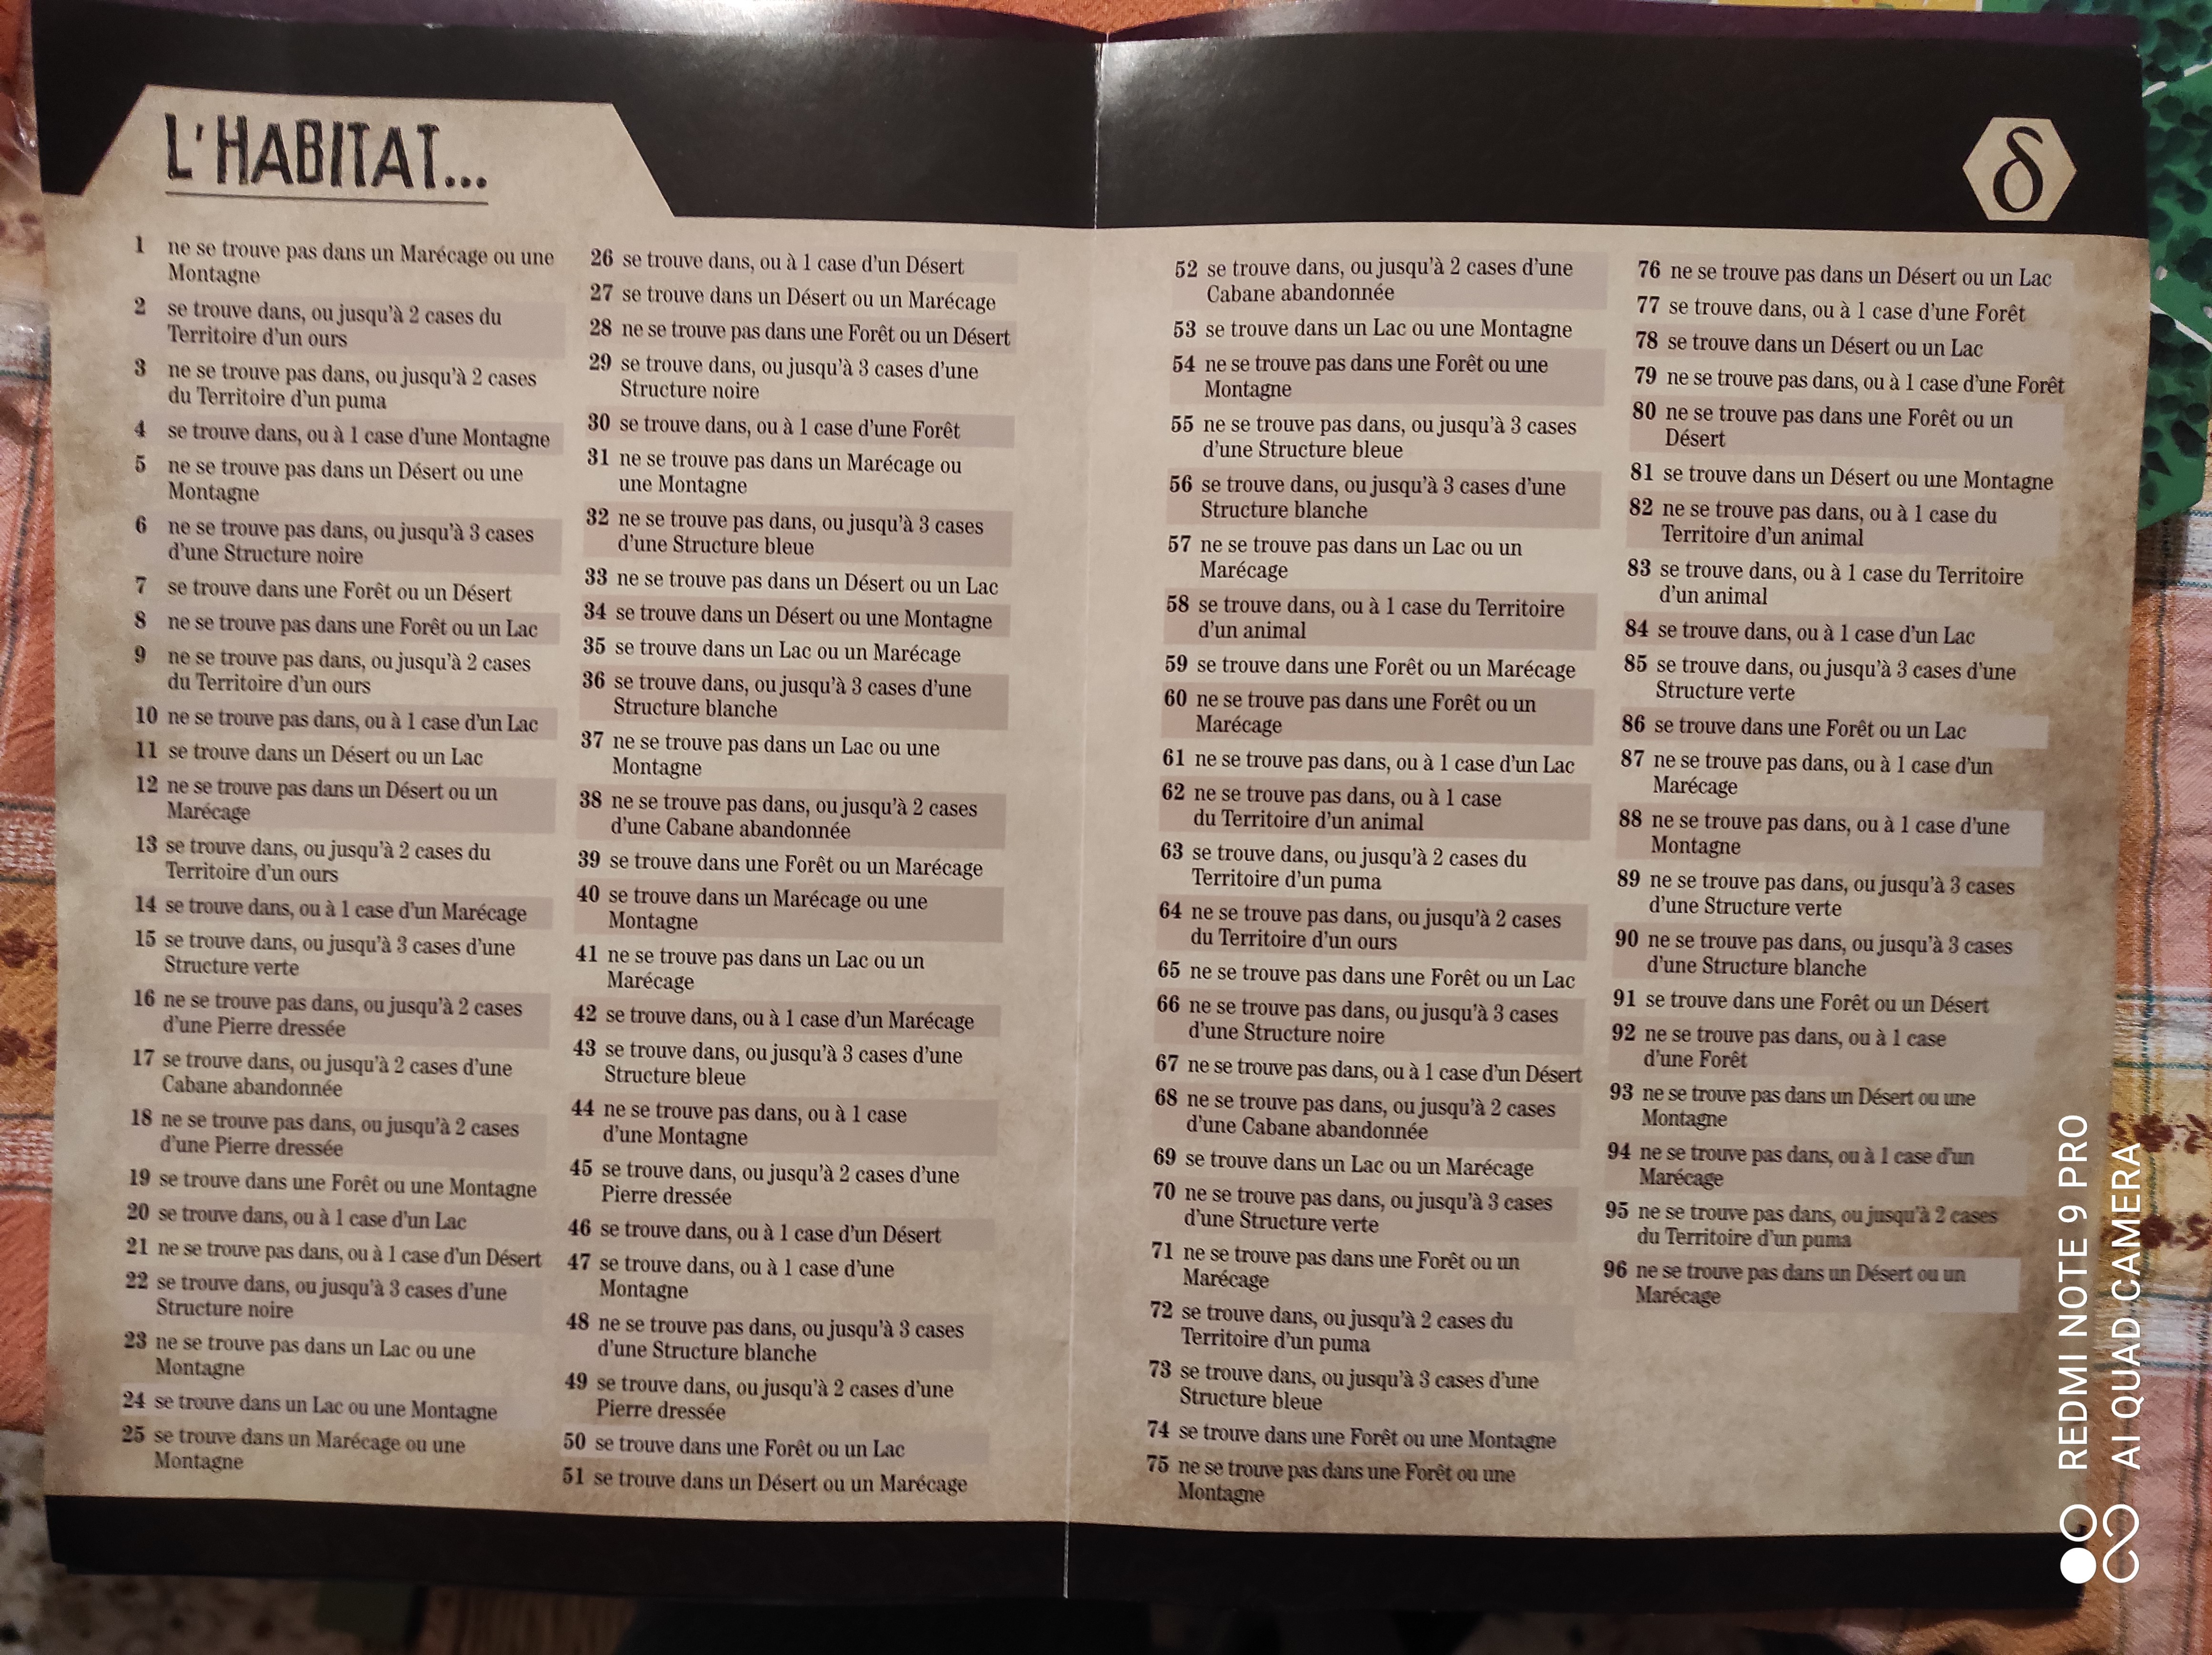 L'HABITAT...
δ
1 ne se trouve pas dans un Marécage ou une
Montagne
2 se trouve dans, ou jusqu'à 2 cases du
Territoire d'un ours
3 ne se trouve pas dans, ou jusqu'à 2 cases
du Territoire d'un puma
4 se trouve dans, ou à 1 case d'une Montagne
5 ne se trouve pas dans un Désert ou une
Montagne
6 ne se trouve pas dans, ou jusqu'à 3 cases
d'une Structure noire
7 se trouve dans une Forêt ou un Désert
8 ne se trouve pas dans une Forêt ou un Lac
9 ne se trouve pas dans, ou jusqu'à 2 cases
du Territoire d'un ours
10 ne se trouve pas dans, ou à 1 case d'un Lac
11 se trouve dans un Désert ou un Lac
12 ne se trouve pas dans un Désert ou un
Marécage
13 se trouve dans, ou jusqu'à 2 cases du
Territoire d'un ours
14 se trouve dans, ou à 1 case d'un Marécage
15 se trouve dans, ou jusqu'à 3 cases d'une
Structure verte
16 ne se trouve pas dans, ou jusqu'à 2 cases
d'une Pierre dressée
17 se trouve dans, ou jusqu'à 2 cases d'une
Cabane abandonnée
18 ne se trouve pas dans, ou jusqu'à 2 cases
d'une Pierre dressée
19 se trouve dans une Forêt ou une Montagne
20 se trouve dans, ou à 1 case d'un Lac
21 ne se trouve pas dans, ou à 1 case d'un Désert
22 se trouve dans, ou jusqu'à 3 cases d'une
Structure noire
23 ne se trouve pas dans un Lac ou une
Montagne
24 se trouve dans un Lac ou une Montagne
25 se trouve dans un Marécage ou une
Montagne
26 se trouve dans, ou à 1 case d'un Désert
27 se trouve dans un Désert ou un Marécage
28 ne se trouve pas dans une Forêt ou un Désert
29 se trouve dans, ou jusqu'à 3 cases d'une
Structure noire
30 se trouve dans, ou à 1 case d'une Forêt
31 ne se trouve pas dans un Marécage ou
une Montagne
32 ne se trouve pas dans, ou jusqu'à 3 cases
d'une Structure bleue
33 ne se trouve pas dans un Désert ou un Lac
34 se trouve dans un Désert ou une Montagne
35 se trouve dans un Lac ou un Marécage
36 se trouve dans, ou jusqu'à 3 cases d'une
Structure blanche
37 ne se trouve pas dans un Lac ou une
Montagne
38 ne se trouve pas dans, ou jusqu'à 2 cases
d'une Cabane abandonnée
39 se trouve dans une Forêt ou un Marécage
40 se trouve dans un Marécage ou une
Montagne
41 ne se trouve pas dans un Lac ou un
Marécage
42 se trouve dans, ou à 1 case d'un Marécage
43 se trouve dans, ou jusqu'à 3 cases d'une
Structure bleue
44 ne se trouve pas dans, ou à 1 case
d'une Montagne
45 se trouve dans, ou jusqu'à 2 cases d'une
Pierre dressée
46 se trouve dans, ou à 1 case d'un Désert
47 se trouve dans, ou à 1 case d'une
Montagne
48 ne se trouve pas dans, ou jusqu'à 3 cases
d'une Structure blanche
49 se trouve dans, ou jusqu'à 2 cases d'une
Pierre dressée
50 se trouve dans une Forêt ou un Lac
51 se trouve dans un Désert ou un Marécage
52 se trouve dans, ou jusqu'à 2 cases d'une
Cabane abandonnée
53 se trouve dans un Lac ou une Montagne
54 ne se trouve pas dans une Forêt ou une
Montagne
55 ne se trouve pas dans, ou jusqu'à 3 cases
d'une Structure bleue
56 se trouve dans, ou jusqu'à 3 cases d'une
Structure blanche
57 ne se trouve pas dans un Lac ou un
Marécage
58 se trouve dans, ou à 1 case du Territoire
d'un animal
59 se trouve dans une Forêt ou un Marécage
60 ne se trouve pas dans une Forêt ou un
Marécage
61 ne se trouve pas dans, ou à 1 case d'un Lac
62 ne se trouve pas dans, ou à 1 case
du Territoire d'un animal
63 se trouve dans, ou jusqu'à 2 cases du
Territoire d'un puma
64 ne se trouve pas dans, ou jusqu'à 2 cases
du Territoire d'un ours
65 ne se trouve pas dans une Forêt ou un Lac
66 ne se trouve pas dans, ou jusqu'à 3 cases
d'une Structure noire
67 ne se trouve pas dans, ou à 1 case d'un Désert
68 ne se trouve pas dans, ou jusqu'à 2 cases
d'une Cabane abandonnée
69 se trouve dans un Lac ou un Marécage
70 ne se trouve pas dans, ou jusqu'à 3 cases
d'une Structure verte
71 ne se trouve pas dans une Forêt ou un
Marécage
72 se trouve dans, ou jusqu'à 2 cases du
Territoire d'un puma
73 se trouve dans, ou jusqu'à 3 cases d'une
Structure bleue
74 se trouve dans une Forêt ou une Montagne
75 ne se trouve pas dans une Forêt ou une
Montagne
76 ne se trouve pas dans un Désert ou un Lac
77 se trouve dans, ou à 1 case d'une Forêt
78 se trouve dans un Désert ou un Lac
79 ne se trouve pas dans, ou à 1 case d'une Forêt
80 ne se trouve pas dans une Forêt ou un
Désert
81 se trouve dans un Désert ou une Montagne
82 ne se trouve pas dans, ou à 1 case du
Territoire d'un animal
83 se trouve dans, ou à 1 case du Territoire
d'un animal
84 se trouve dans, ou à 1 case d'un Lac
85 se trouve dans, ou jusqu'à 3 cases d'une
Structure verte
86 se trouve dans une Forêt ou un Lac
87 ne se trouve pas dans, ou à 1 case d'un
Marécage
88 ne se trouve pas dans, ou à 1 case d'une
Montagne
89 ne se trouve pas dans, ou jusqu'à 3 cases
d'une Structure verte
90 ne se trouve pas dans, ou jusqu'à 3 cases
d'une Structure blanche
91 se trouve dans une Forêt ou un Désert
92 ne se trouve pas dans, ou à 1 case
d'une Forêt
93 ne se trouve pas dans un Désert ou une
Montagne
94 ne se trouve pas dans, ou à 1 case d'un
Marécage
95 ne se trouve pas dans, ou jusqu'à 2 cases
du Territoire d'un puma
96 ne se trouve pas dans un Désert ou un
Marécage
REDMI NOTE 9 PRO
AI QUAD CAMERA